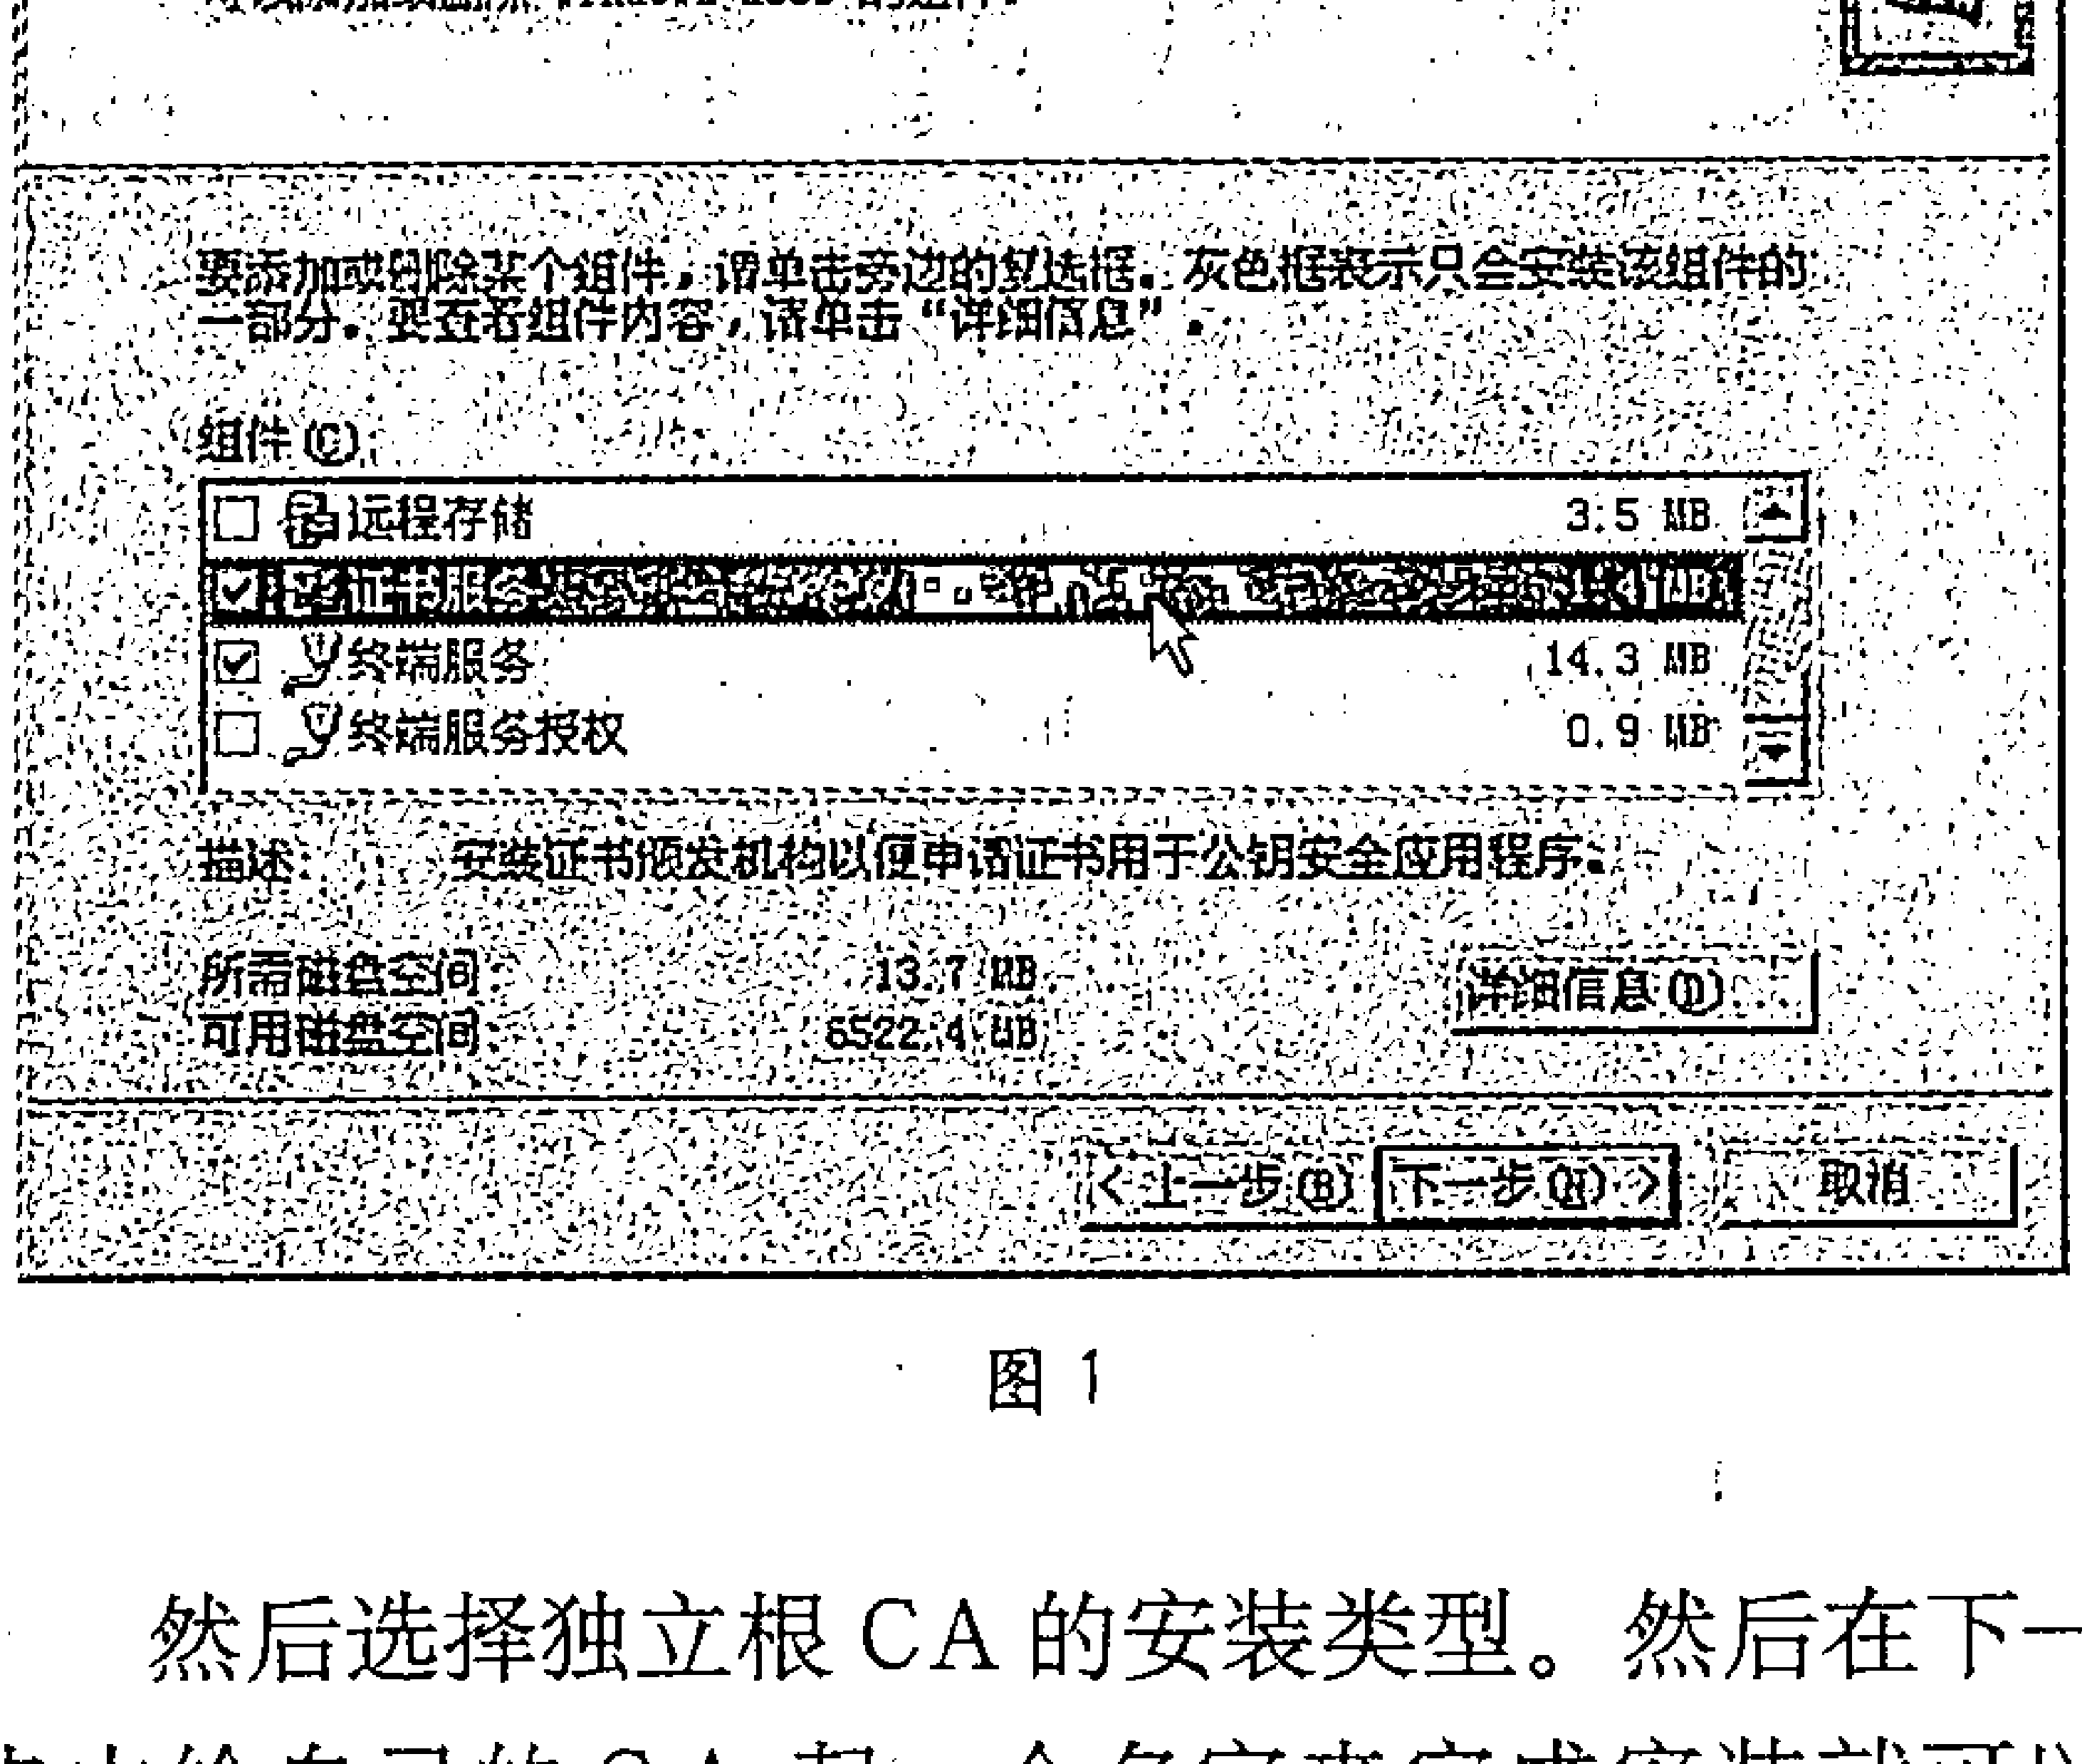 要添加或删除某个组件，请单击旁边的复选框。灰色框表示只会安装该组件的
一部分。要查看组件内容，请单击“详细信息”。
组件(C):
远程存储 3.5 MB
证书服务 1.4 MB
终端服务 14.3 MB
终端服务授权 0.9 MB
描述: 安装证书颁发机构以便申请证书用于公钥安全应用程序。
所需磁盘空间: 13.7 MB
可用磁盘空间: 6522.4 MB
详细信息(D)...
< 上一步(B) 下一步(N) > 取消
图 1
然后选择独立根 CA 的安装类型。然后在下一